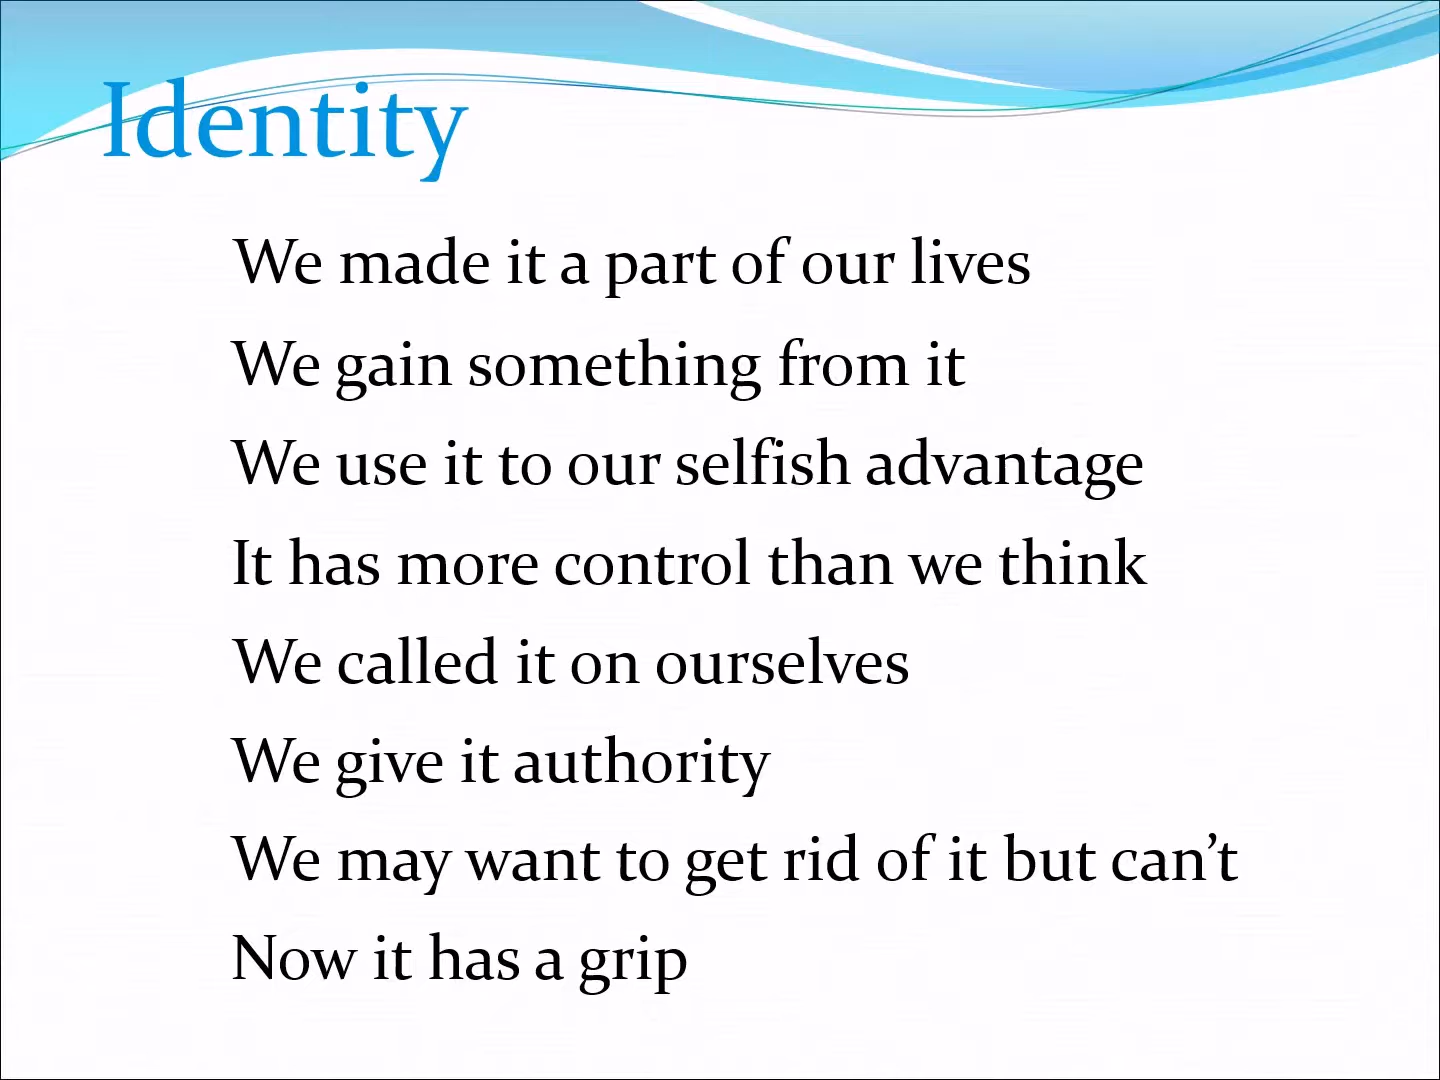 Identity
We made it a part of our lives
We gain something from it
We use it to our selfish advantage
It has more control than we think
We called it on ourselves
We give it authority
We may want to get rid of it but can’t
Now it has a grip